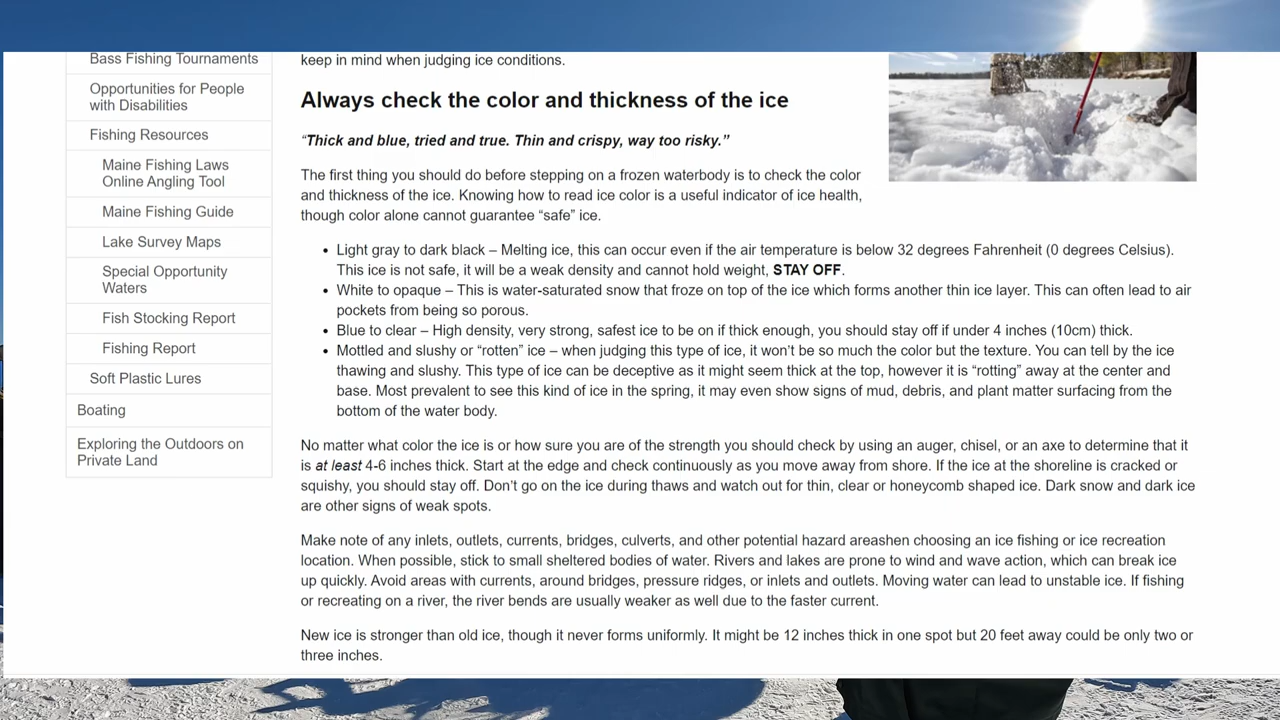 Bass Fishing Tournaments
Opportunities for People
with Disabilities
Fishing Resources
Maine Fishing Laws
Online Angling Tool
Maine Fishing Guide
Lake Survey Maps
Special Opportunity
Waters
Fish Stocking Report
Fishing Report
Soft Plastic Lures
Boating
Exploring the Outdoors on
Private Land
keep in mind when judging ice conditions.
Always check the color and thickness of the ice
“Thick and blue, tried and true. Thin and crispy, way too risky.”
The first thing you should do before stepping on a frozen waterbody is to check the color
and thickness of the ice. Knowing how to read ice color is a useful indicator of ice health,
though color alone cannot guarantee “safe” ice.
• Light gray to dark black – Melting ice, this can occur even if the air temperature is below 32 degrees Fahrenheit (0 degrees Celsius).
This ice is not safe, it will be a weak density and cannot hold weight, STAY OFF.
• White to opaque – This is water-saturated snow that froze on top of the ice which forms another thin ice layer. This can often lead to air
pockets from being so porous.
• Blue to clear – High density, very strong, safest ice to be on if thick enough, you should stay off if under 4 inches (10cm) thick.
• Mottled and slushy or “rotten” ice – when judging this type of ice, it won’t be so much the color but the texture. You can tell by the ice
thawing and slushy. This type of ice can be deceptive as it might seem thick at the top, however it is “rotting” away at the center and
base. Most prevalent to see this kind of ice in the spring, it may even show signs of mud, debris, and plant matter surfacing from the
bottom of the water body.
No matter what color the ice is or how sure you are of the strength you should check by using an auger, chisel, or an axe to determine that it
is at least 4-6 inches thick. Start at the edge and check continuously as you move away from shore. If the ice at the shoreline is cracked or
squishy, you should stay off. Don’t go on the ice during thaws and watch out for thin, clear or honeycomb shaped ice. Dark snow and dark ice
are other signs of weak spots.
Make note of any inlets, outlets, currents, bridges, culverts, and other potential hazard areashen choosing an ice fishing or ice recreation
location. When possible, stick to small sheltered bodies of water. Rivers and lakes are prone to wind and wave action, which can break ice
up quickly. Avoid areas with currents, around bridges, pressure ridges, or inlets and outlets. Moving water can lead to unstable ice. If fishing
or recreating on a river, the river bends are usually weaker as well due to the faster current.
New ice is stronger than old ice, though it never forms uniformly. It might be 12 inches thick in one spot but 20 feet away could be only two or
three inches.